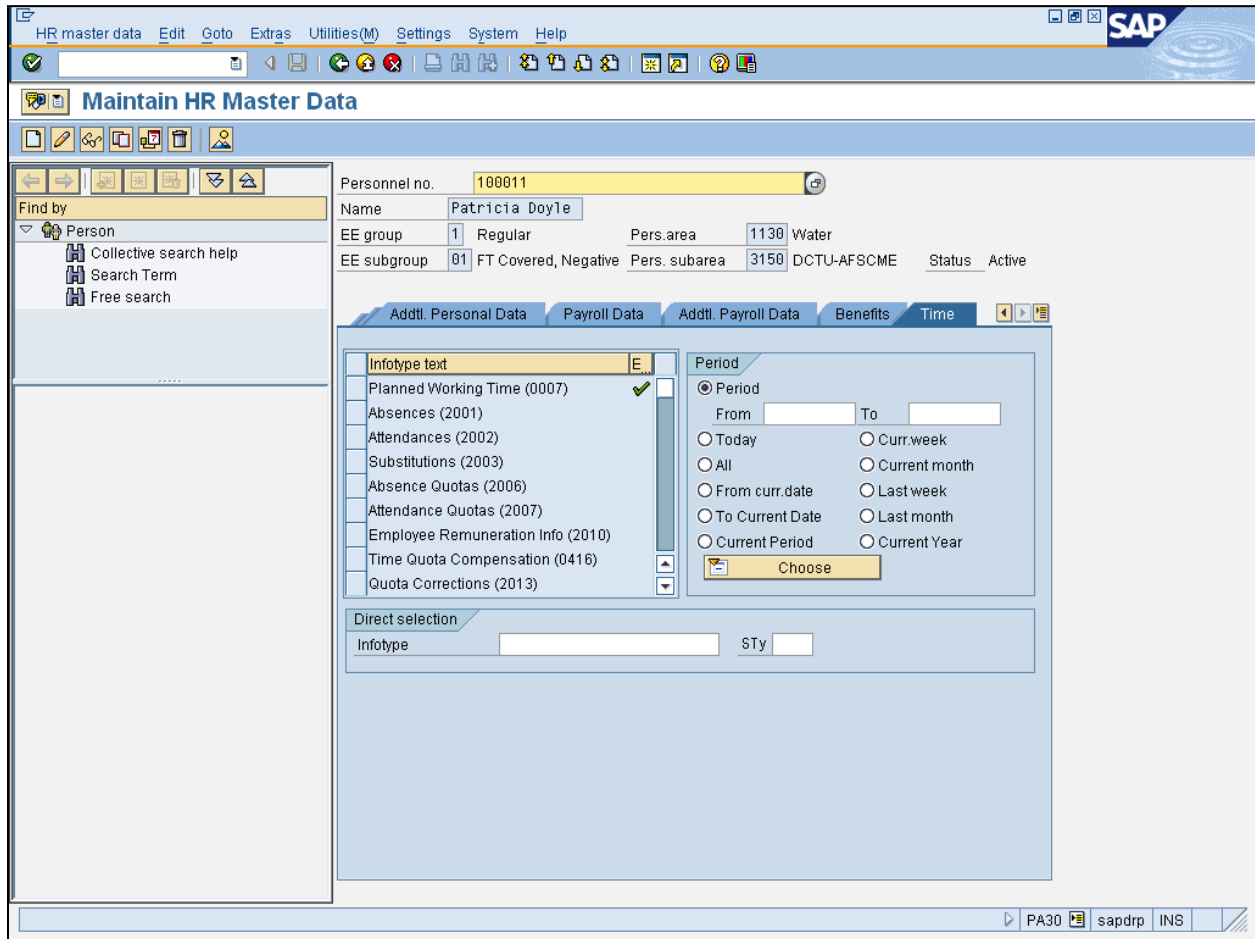 HR master data Edit Goto Extras Utilities(M) Settings System Help
SAP
Maintain HR Master Data
Find by
Person
Collective search help
Search Term
Free search
Personnel no. 100011
Name Patricia Doyle
EE group 1 Regular Pers.area 1130 Water
EE subgroup 01 FT Covered, Negative Pers. subarea 3150 DCTU-AFSCME Status Active
Addtl. Personal Data Payroll Data Addtl. Payroll Data Benefits Time
Infotype text E...
Planned Working Time (0007)
Absences (2001)
Attendances (2002)
Substitutions (2003)
Absence Quotas (2006)
Attendance Quotas (2007)
Employee Remuneration Info (2010)
Time Quota Compensation (0416)
Quota Corrections (2013)
Period
Period
From To
Today Curr.week
All Current month
From curr.date Last week
To Current Date Last month
Current Period Current Year
Choose
Direct selection
Infotype STy
PA30 sapdrp INS